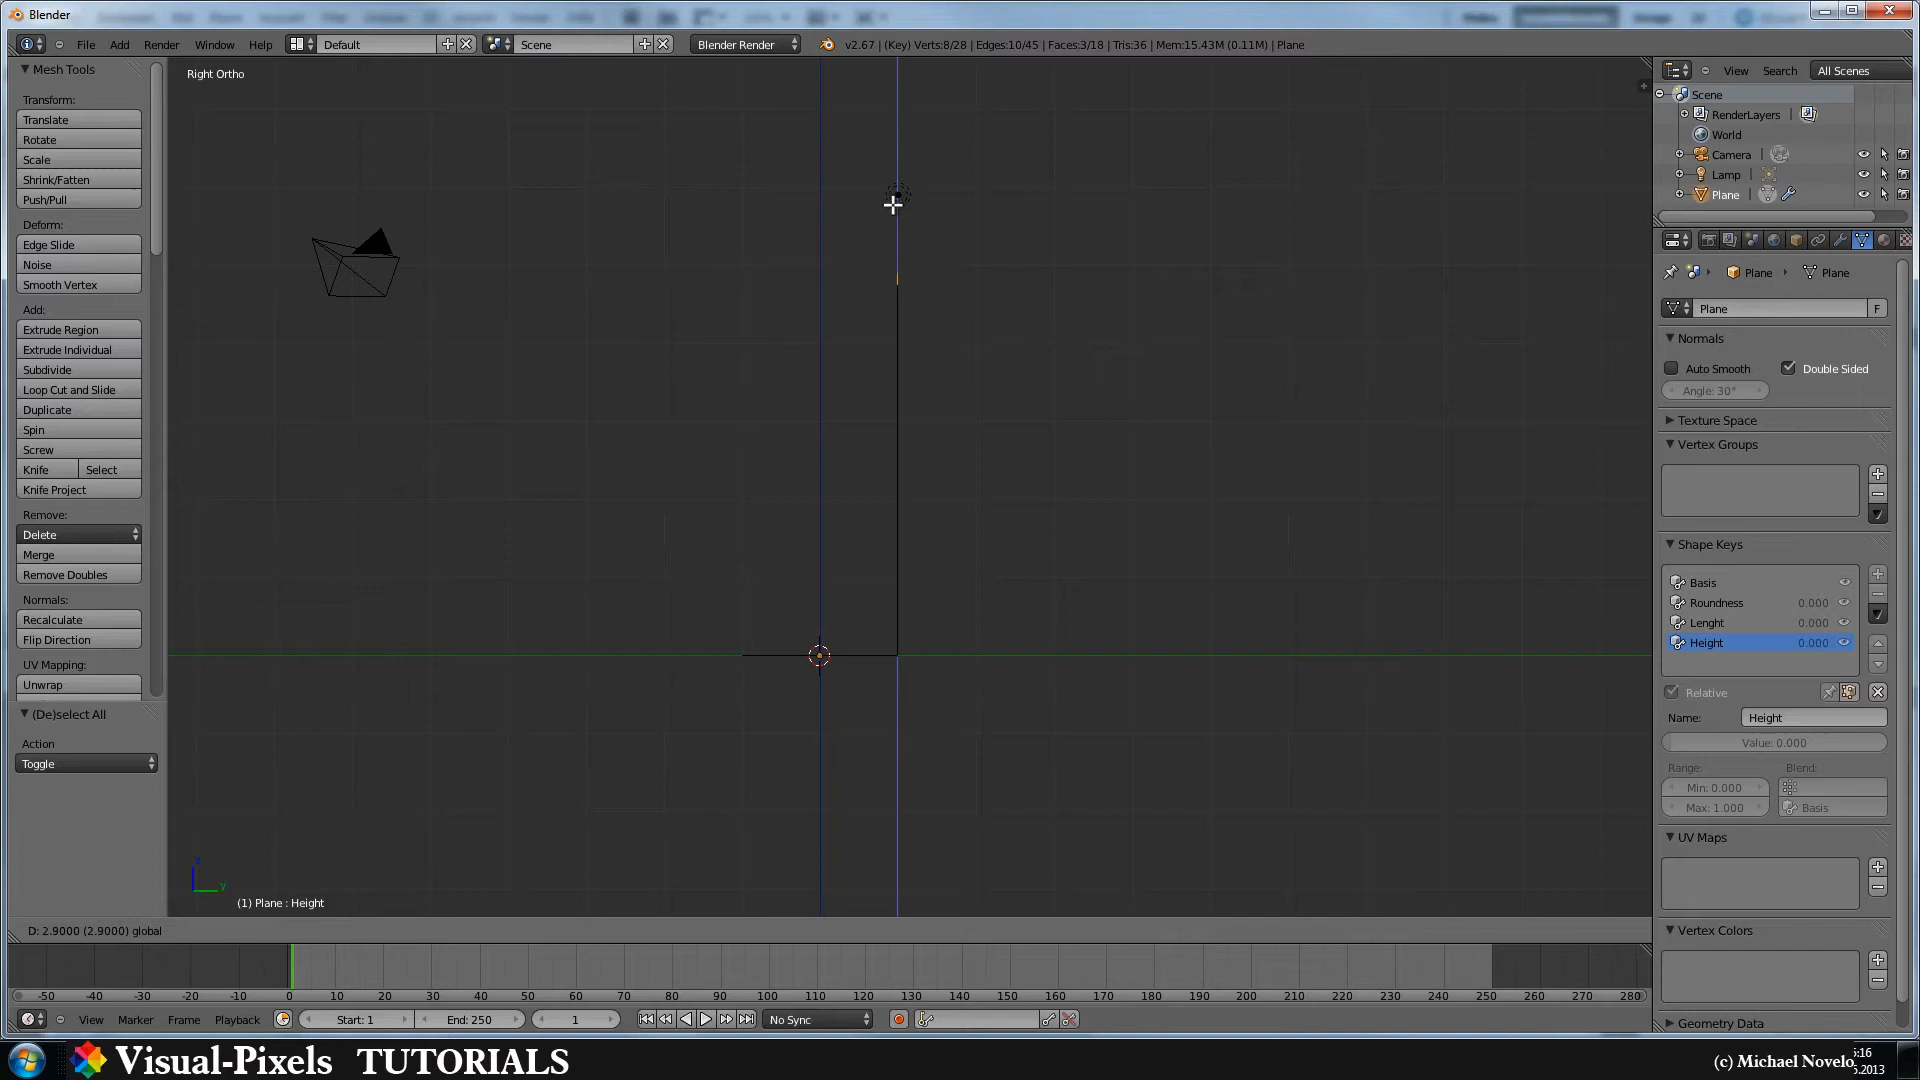 Blender
File Add Render Window Help
Default
Scene
Blender Render
v2.67 | (Key) Verts:8/28 | Edges:10/45 | Faces:3/18 | Tris:36 | Mem:15.43M (0.11M) | Plane
Mesh Tools
Transform:
Translate
Rotate
Scale
Shrink/Fatten
Push/Pull
Deform:
Edge Slide
Noise
Smooth Vertex
Add:
Extrude Region
Extrude Individual
Subdivide
Loop Cut and Slide
Duplicate
Spin
Screw
Knife Select
Knife Project
Remove:
Delete
Merge
Remove Doubles
Normals:
Recalculate
Flip Direction
UV Mapping:
Unwrap
(De)select All
Action
Toggle
Right Ortho
z
y
(1) Plane : Height
D: 2.9000 (2.9000) global
View Search All Scenes
Scene
RenderLayers
World
Camera
Lamp
Plane
Plane Plane
Plane F
Normals
Auto Smooth Double Sided
Angle: 30°
Texture Space
Vertex Groups
Shape Keys
Basis
Roundness 0.000
Lenght 0.000
Height 0.000
Relative
Name: Height
Value: 0.000
Range: Blend:
Min: 0.000
Max: 1.000 Basis
UV Maps
Vertex Colors
Geometry Data
-50 -40 -30 -20 -10 0 10 20 30 40 50 60 70 80 90 100 110 120 130 140 150 160 170 180 190 200 210 220 230 240 250 260 270 280
View Marker Frame Playback Start: 1 End: 250 1 No Sync
Visual-Pixels TUTORIALS
(c) Michael Novelo